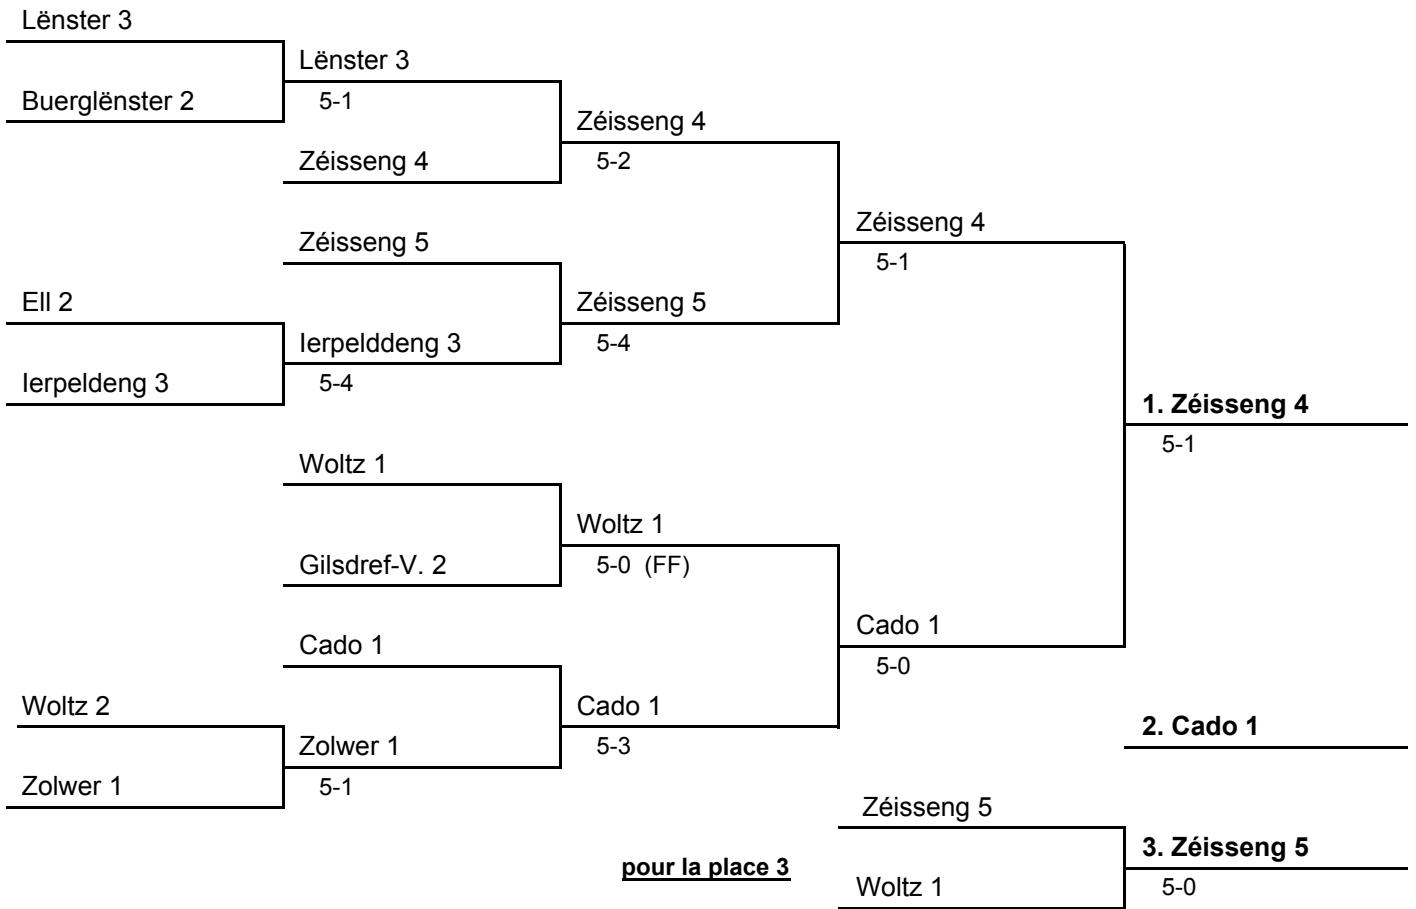 Lënster 3
Lënster 3
Buerglënster 2
5-1
Zéisseng 4
Zéisseng 4
5-2
Zéisseng 4
5-1
Zéisseng 5
Ell 2
Zéisseng 5
Ierpelddeng 3
5-4
Ierpeldeng 3
5-4
1. Zéisseng 4
5-1
Woltz 1
Woltz 1
Gilsdref-V. 2
5-0 (FF)
Cado 1
5-0
Cado 1
Woltz 2
Cado 1
2. Cado 1
Zolwer 1
5-3
Zolwer 1
5-1
Zéisseng 5
3. Zéisseng 5
pour la place 3
Woltz 1
5-0